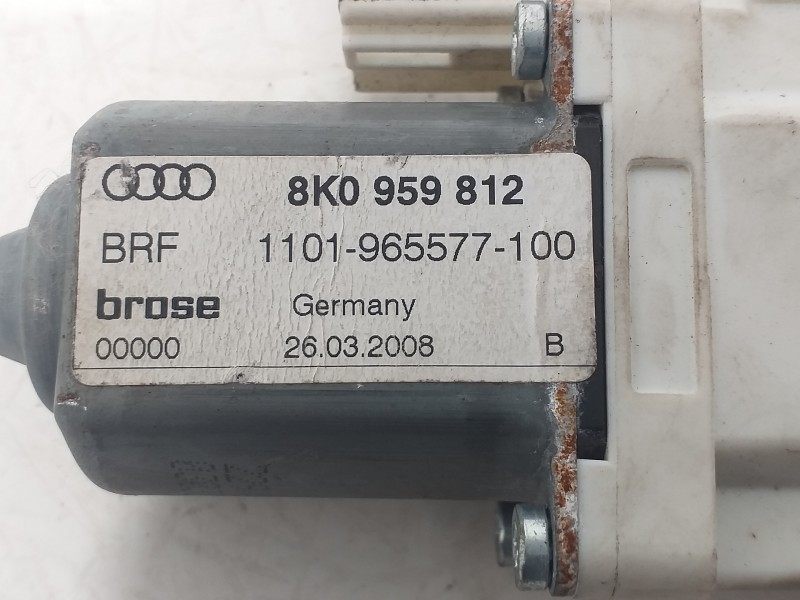 8K0 959 812
BRF 1101-965577-100
brose Germany
00000 26.03.2008 B